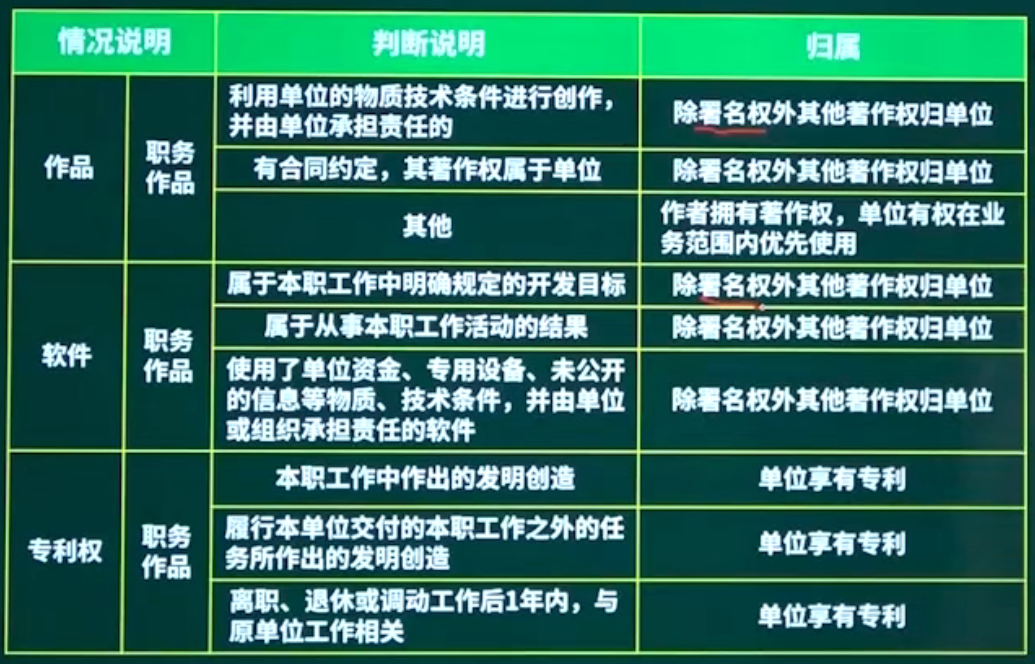 情况说明 判断说明 归属
作品
职务
作品
利用单位的物质技术条件进行创作，
并由单位承担责任的
除署名权外其他著作权归单位
有合同约定，其著作权属于单位
除署名权外其他著作权归单位
其他
作者拥有著作权，单位有权在业
务范围内优先使用
软件
职务
作品
属于本职工作中明确规定的开发目标
除署名权外其他著作权归单位
属于从事本职工作活动的结果
除署名权外其他著作权归单位
使用了单位资金、专用设备、未公开
的信息等物质、技术条件，并由单位
或组织承担责任的软件
除署名权外其他著作权归单位
专利权
职务
作品
本职工作中作出的发明创造
单位享有专利
履行本单位交付的本职工作之外的任
务所作出的发明创造
单位享有专利
离职、退休或调动工作后1年内，与
原单位工作相关
单位享有专利